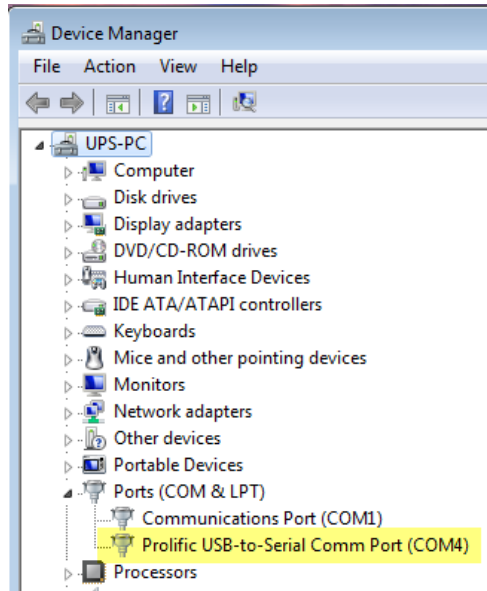 Device Manager
File Action View Help
UPS-PC
Computer
Disk drives
Display adapters
DVD/CD-ROM drives
Human Interface Devices
IDE ATA/ATAPI controllers
Keyboards
Mice and other pointing devices
Monitors
Network adapters
Other devices
Portable Devices
Ports (COM & LPT)
Communications Port (COM1)
Prolific USB-to-Serial Comm Port (COM4)
Processors